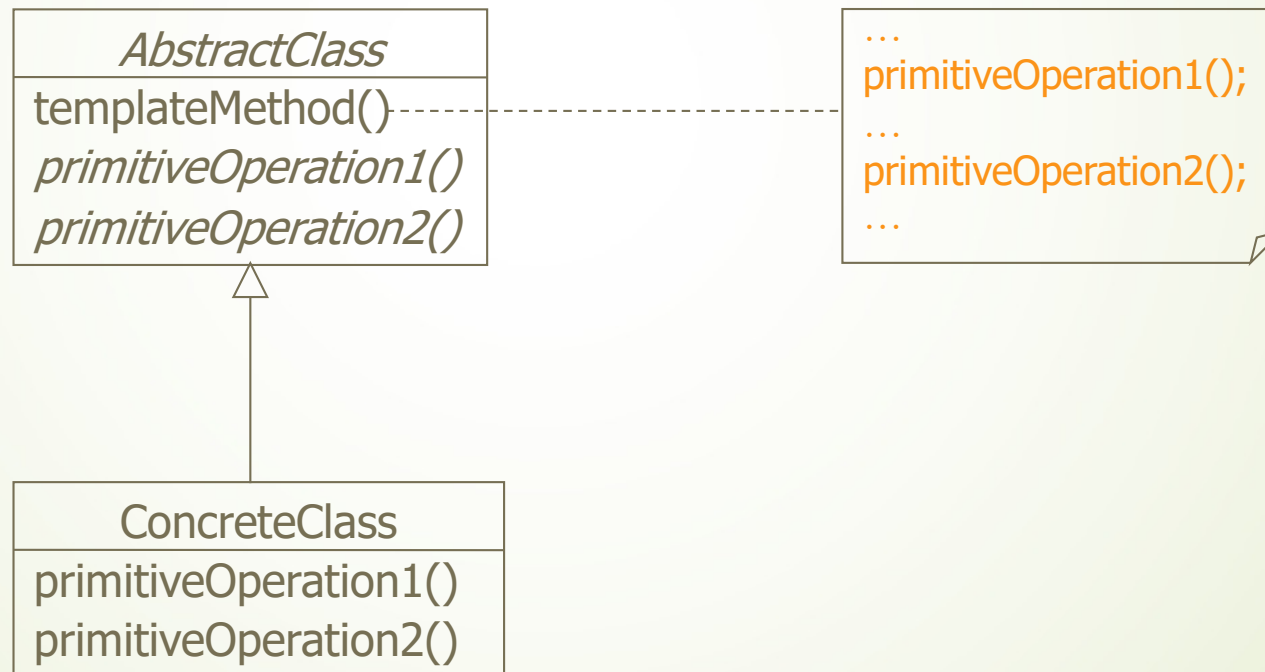 AbstractClass
templateMethod()
primitiveOperation1()
primitiveOperation2()
...
primitiveOperation1();
...
primitiveOperation2();
...
ConcreteClass
primitiveOperation1()
primitiveOperation2()